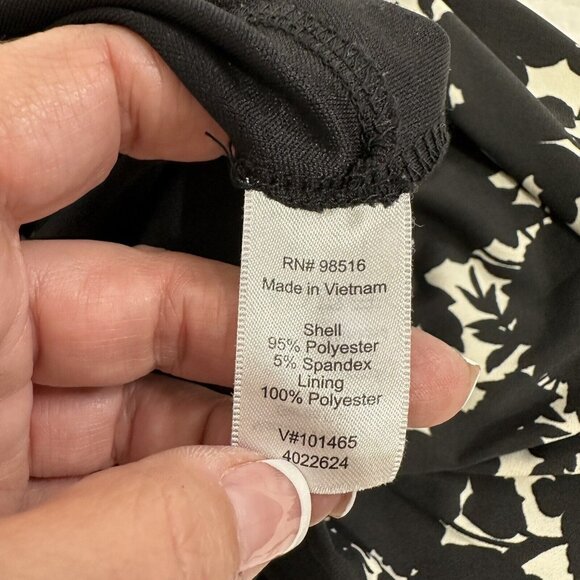 RN# 98516
Made in Vietnam
Shell
95% Polyester
5% Spandex
Lining
100% Polyester
V#101465
4022624